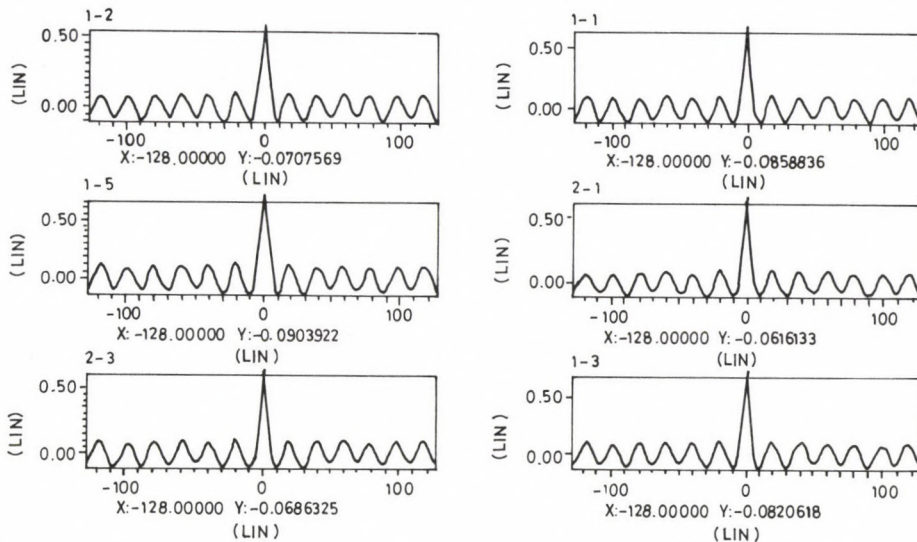 1-2
0.50
0.00
(LIN)
-100 0 100
X:-128.00000 Y:-0.0707569
(LIN)
1-1
0.50
0.00
(LIN)
-100 0 100
X:-128.00000 Y:-0.0858836
(LIN)
1-5
0.50
0.00
(LIN)
-100 0 100
X:-128.00000 Y:-0.0903922
(LIN)
2-1
0.50
0.00
(LIN)
-100 0 100
X:-128.00000 Y:-0.0616133
(LIN)
2-3
0.50
0.00
(LIN)
-100 0 100
X:-128.00000 Y:-0.0686325
(LIN)
1-3
0.50
0.00
(LIN)
-100 0 100
X:-128.00000 Y:-0.0820618
(LIN)